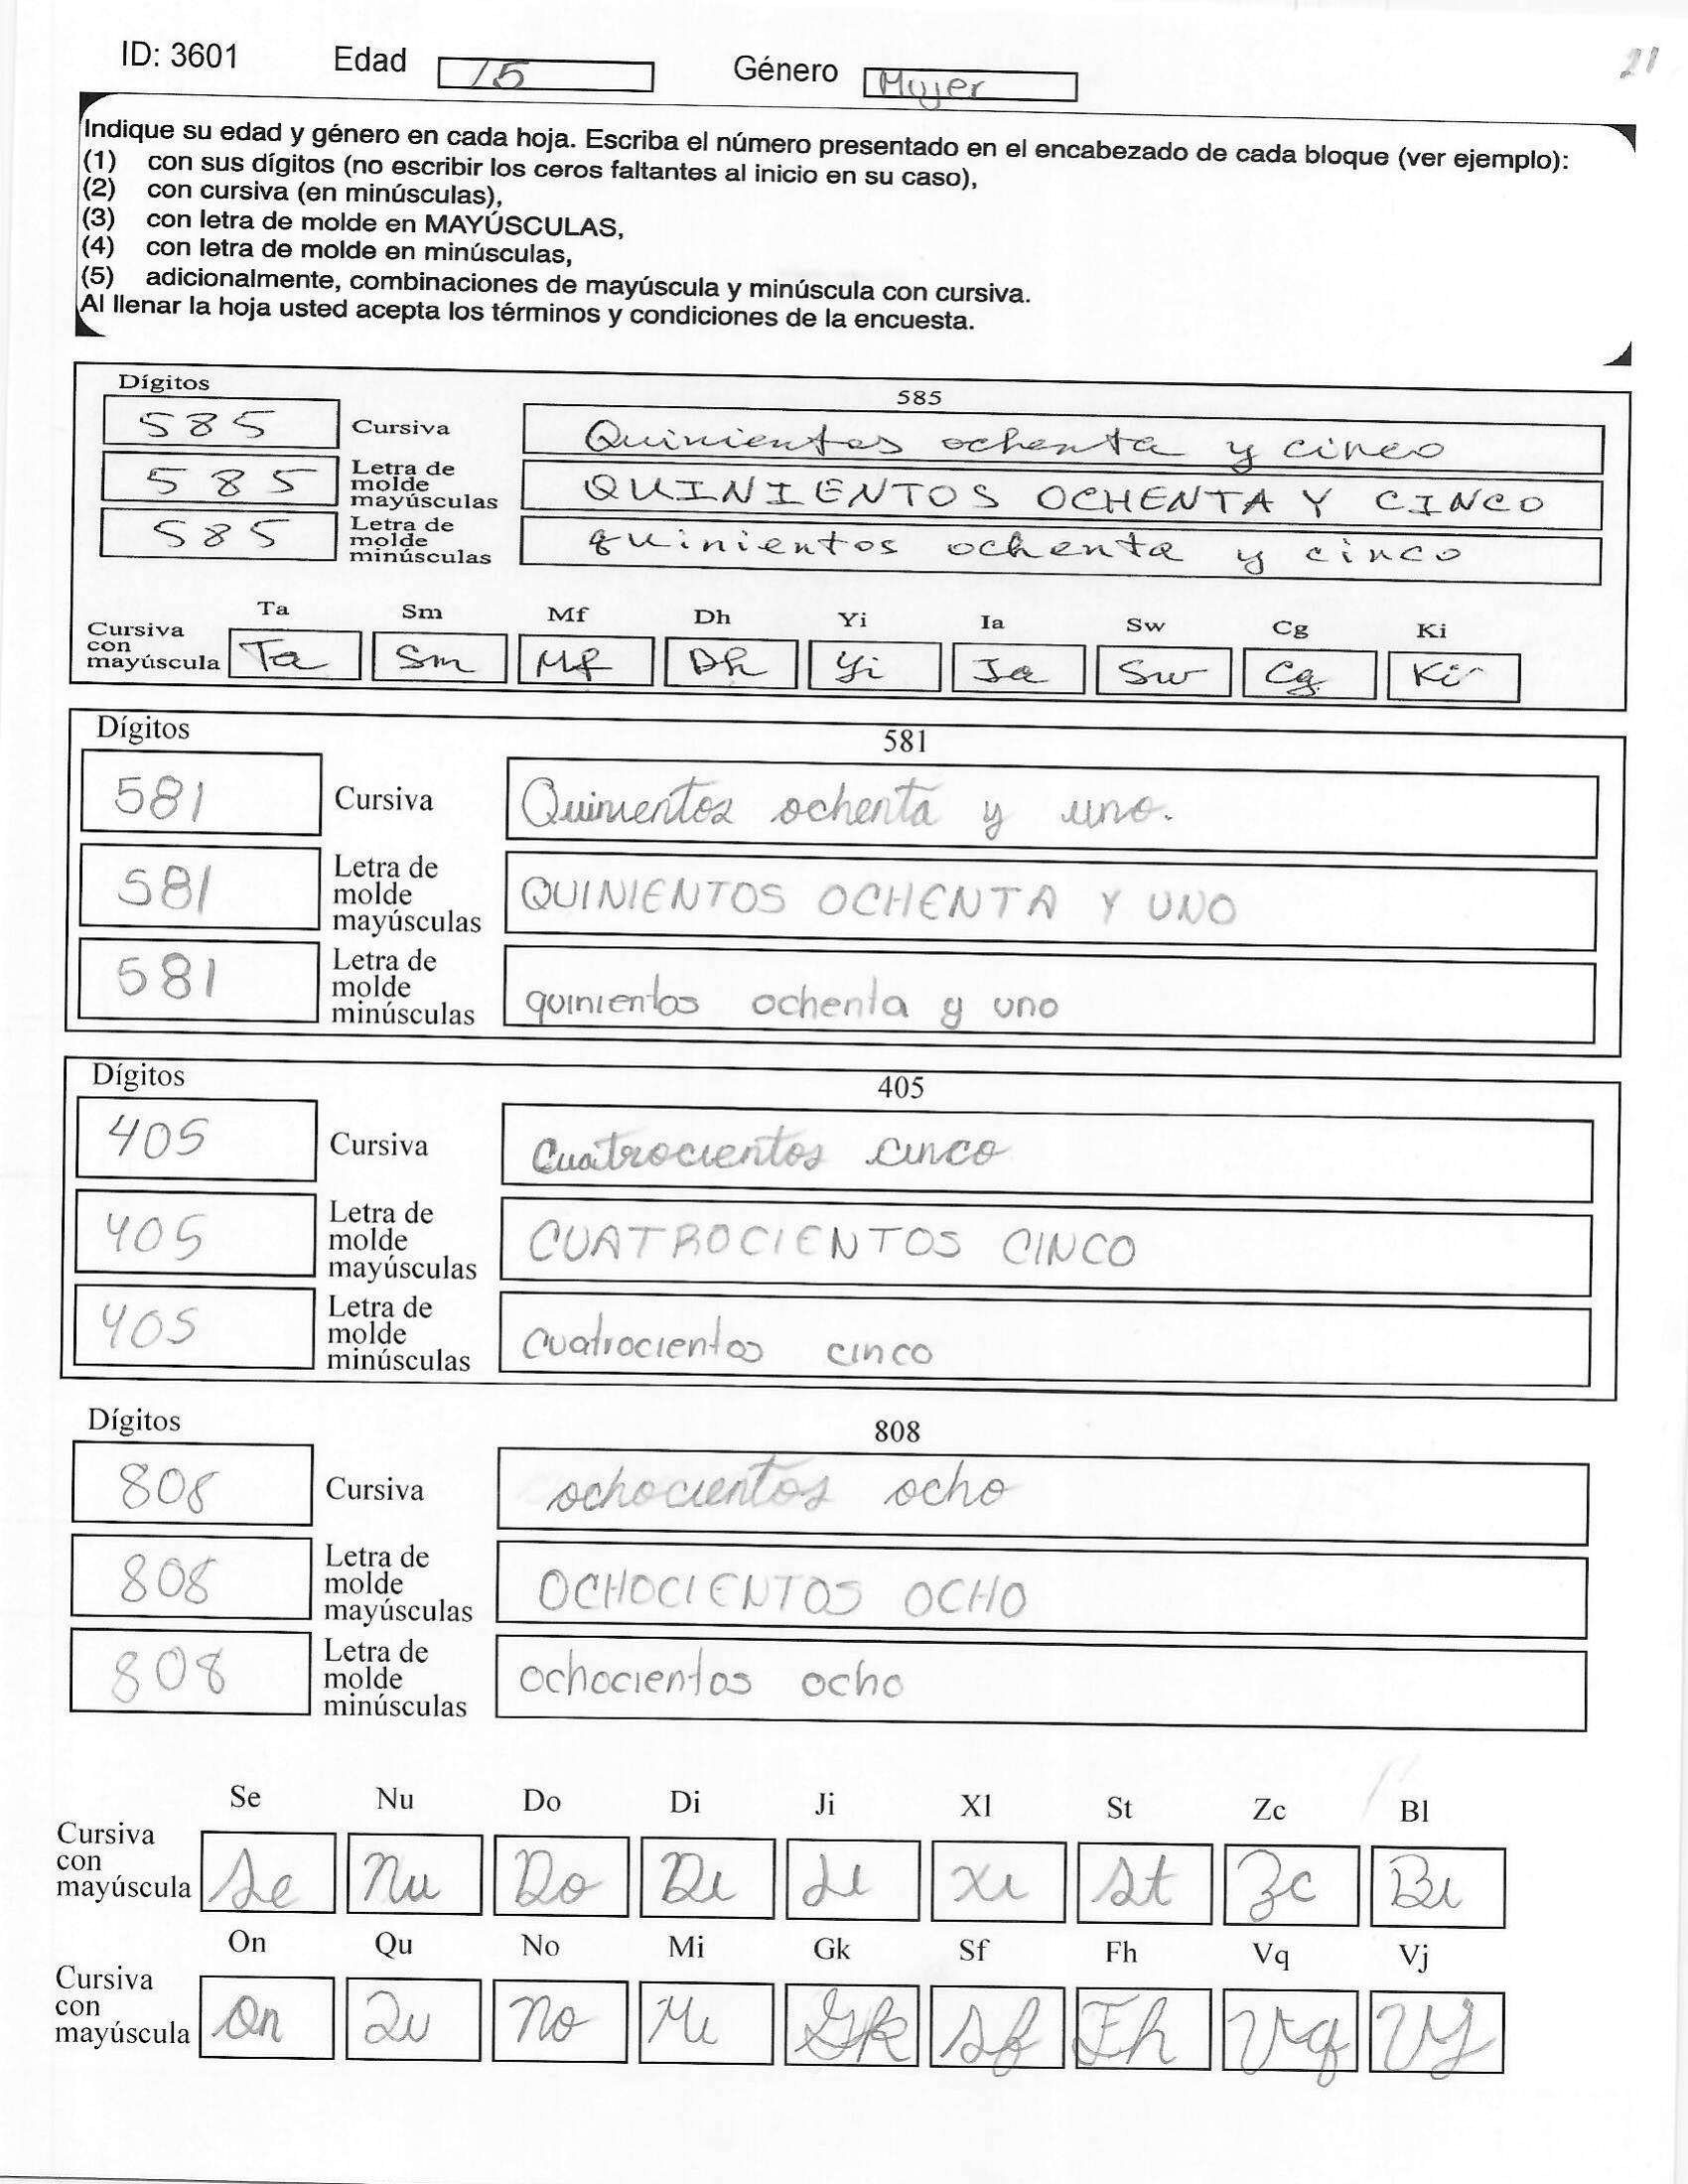 ID: 3601 Edad 15 Género Mujer 21
Indique su edad y género en cada hoja. Escriba el número presentado en el encabezado de cada bloque (ver ejemplo):
(1) con sus dígitos (no escribir los ceros faltantes al inicio en su caso),
(2) con cursiva (en minúsculas),
(3) con letra de molde en MAYÚSCULAS,
(4) con letra de molde en minúsculas,
(5) adicionalmente, combinaciones de mayúscula y minúscula con cursiva.
Al llenar la hoja usted acepta los términos y condiciones de la encuesta.
Dígitos 585
585 Cursiva Quinientos ochenta y cinco
585 Letra de molde mayúsculas QUINIENTOS OCHENTA Y CINCO
585 Letra de molde minúsculas quinientos ochenta y cinco
Ta Sm Mf Dh Yi Ia Sw Cg Ki
Cursiva con mayúscula Ta Sm Mf Dh Yi Ia Sw Cg Ki
Dígitos 581
581 Cursiva Quinientos ochenta y uno.
581 Letra de molde mayúsculas QUINIENTOS OCHENTA Y UNO
581 Letra de molde minúsculas quinientos ochenta y uno
Dígitos 405
405 Cursiva Cuatrocientos cinco
405 Letra de molde mayúsculas CUATROCIENTOS CINCO
405 Letra de molde minúsculas Cuatrocientos cinco
Dígitos 808
808 Cursiva ochocientos ocho
808 Letra de molde mayúsculas OCHOCIENTOS OCHO
808 Letra de molde minúsculas ochocientos ocho
Se Nu Do Di Ji Xl St Zc Bl
Cursiva con mayúscula Se Nu Do Di Ji Xi St Zc Bi
On Qu No Mi Gk Sf Fh Vq Vj
Cursiva con mayúscula On Qu No Mi Gk Sf Fh Vq Vj